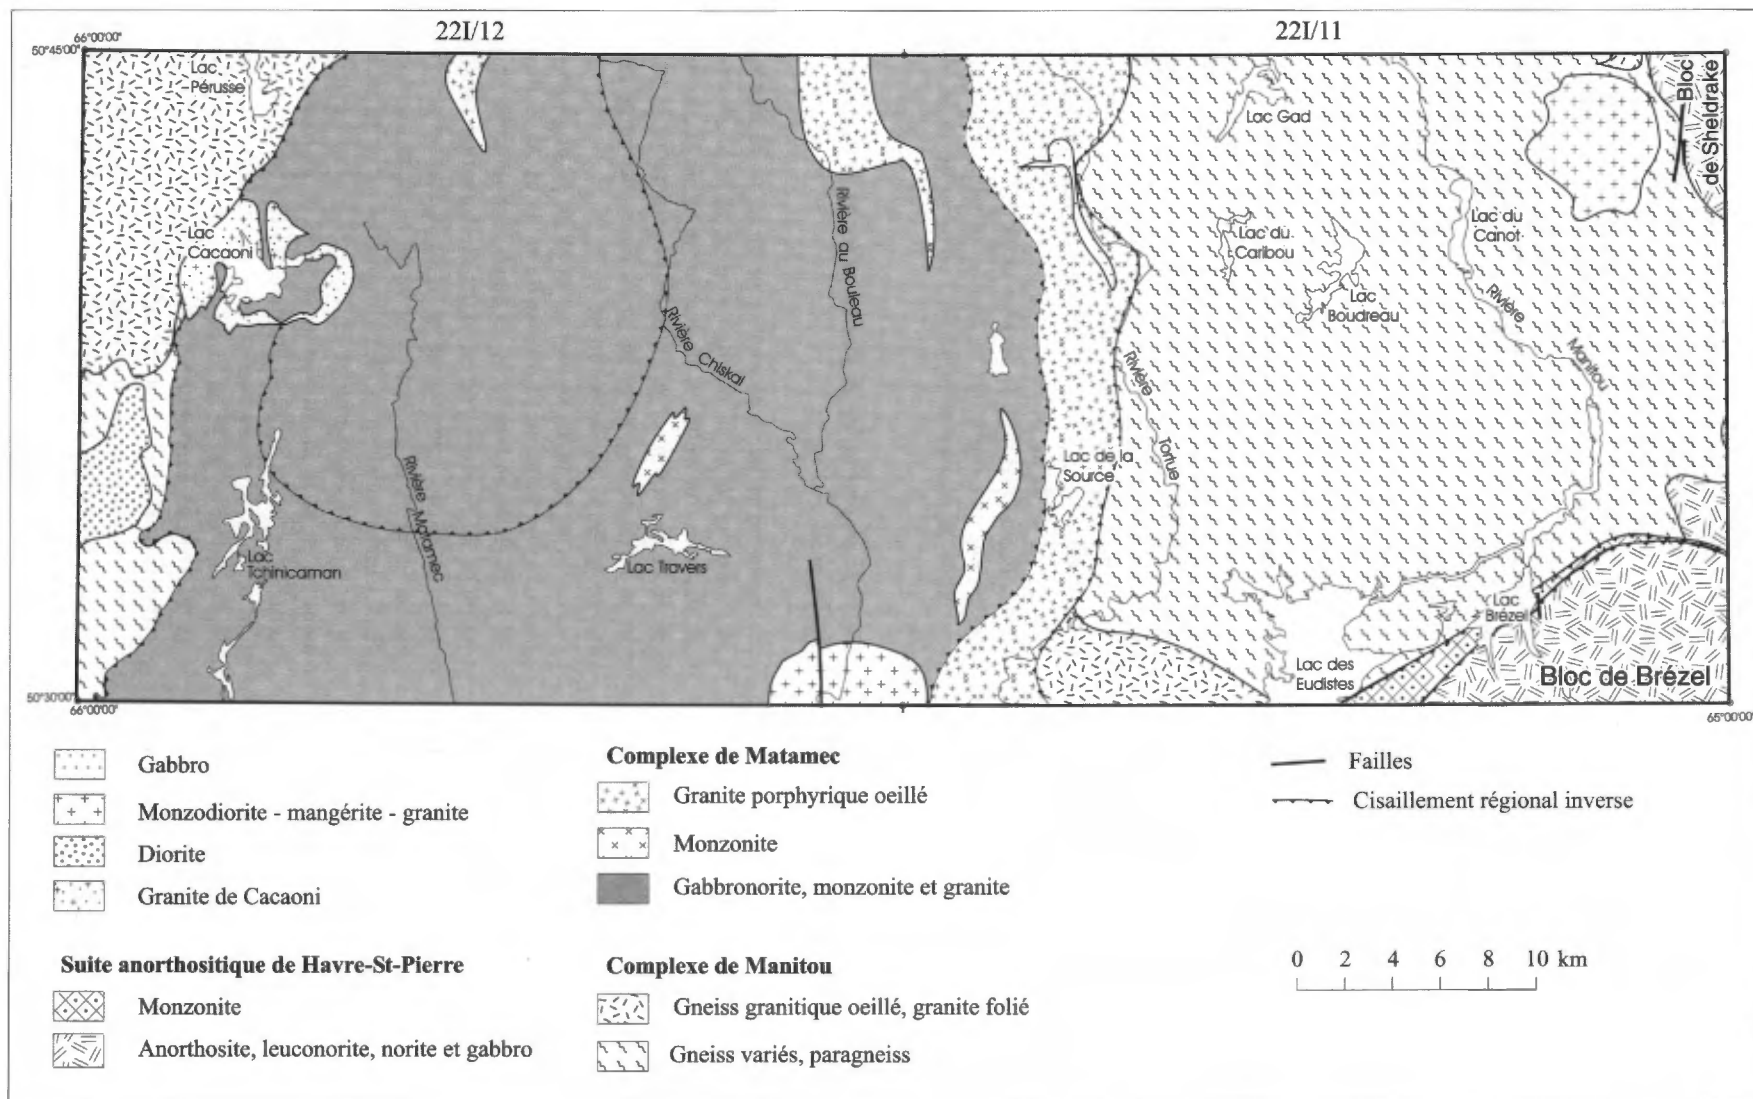 22I/12
22I/11
66°00'00"
50°45'00"
Lac
Pérusse
Lac Gad
Bloc
de Sheldrake
Lac
Cacaoni
Rivière au Bouleau
Lac du
Caribou
Lac du
Canot
Lac
Boudreau
Rivière
Manitou
Rivière Chiskal
Rivière
Tortue
Rivière Matamec
Lac de la
Source
Lac
Tchinicaman
Lac Travers
Lac
Brézel
Lac des
Eudistes
Bloc de Brézel
50°30'00"
66°00'00"
65°00'00"
Gabbro
Monzodiorite - mangérite - granite
Diorite
Granite de Cacaoni
Suite anorthositique de Havre-St-Pierre
Monzonite
Anorthosite, leuconorite, norite et gabbro
Complexe de Matamec
Granite porphyrique oeillé
Monzonite
Gabbronorite, monzonite et granite
Complexe de Manitou
Gneiss granitique oeillé, granite folié
Gneiss variés, paragneiss
Failles
Cisaillement régional inverse
0 2 4 6 8 10 km